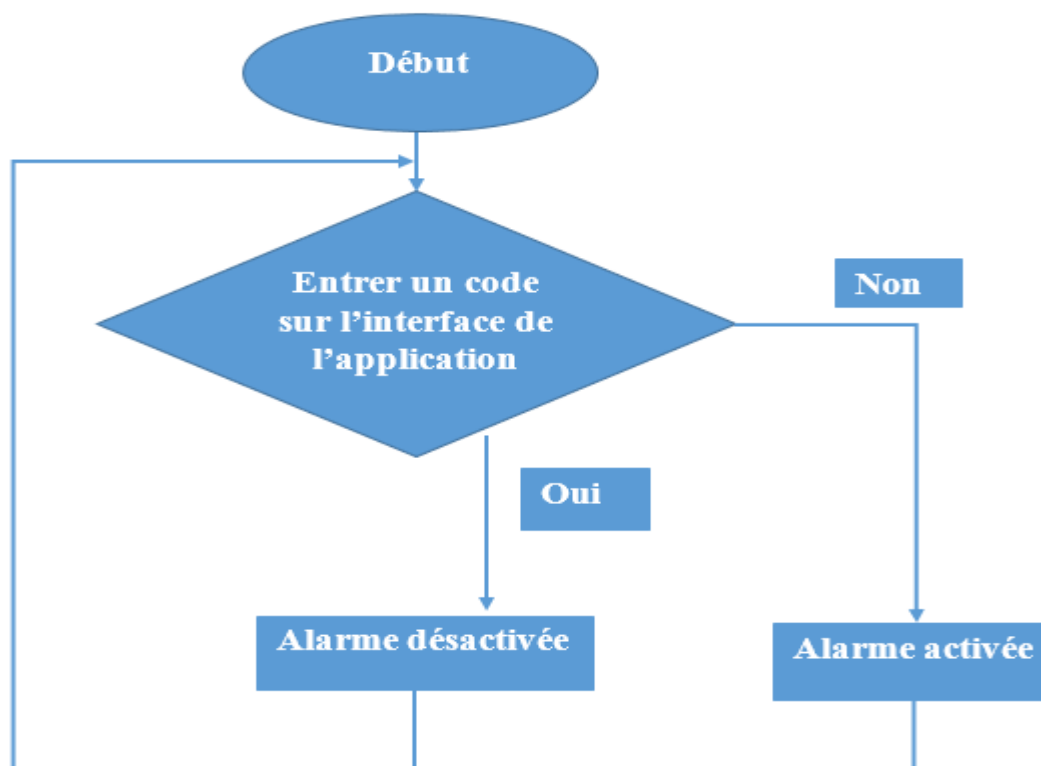 Début
Entrer un code
sur l’interface de
l’application
Non
Oui
Alarme désactivée
Alarme activée